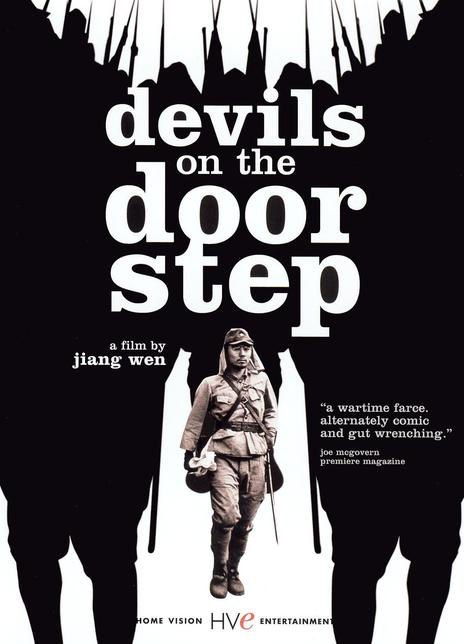 devils
on the
door
step
a film by
jiang wen
“a wartime farce.
alternately comic
and gut wrenching.”
joe mcgovern
premiere magazine
HOME VISION HVe ENTERTAINMENT